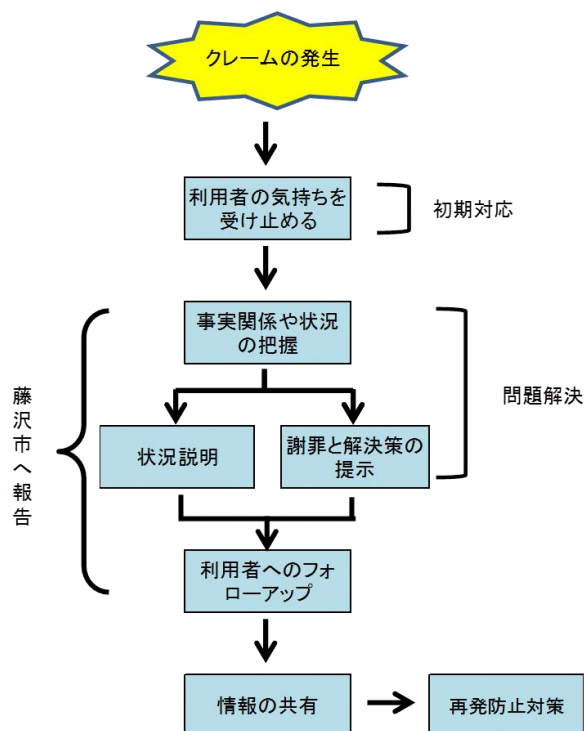 クレームの発生
利用者の気持ちを
受け止める
初期対応
事実関係や状況
の把握
問題解決
藤沢市へ報告
状況説明
謝罪と解決策の
提示
利用者へのフォ
ローアップ
情報の共有
再発防止対策